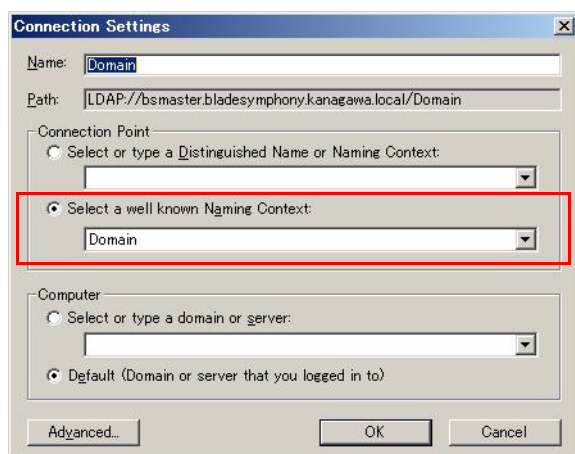 Connection Settings
Name: Domain
Path: LDAP://bsmaster.bladesymphony.kanagawa.local/Domain
Connection Point
Select or type a Distinguished Name or Naming Context:
Select a well known Naming Context:
Domain
Computer
Select or type a domain or server:
Default (Domain or server that you logged in to)
Advanced... OK Cancel